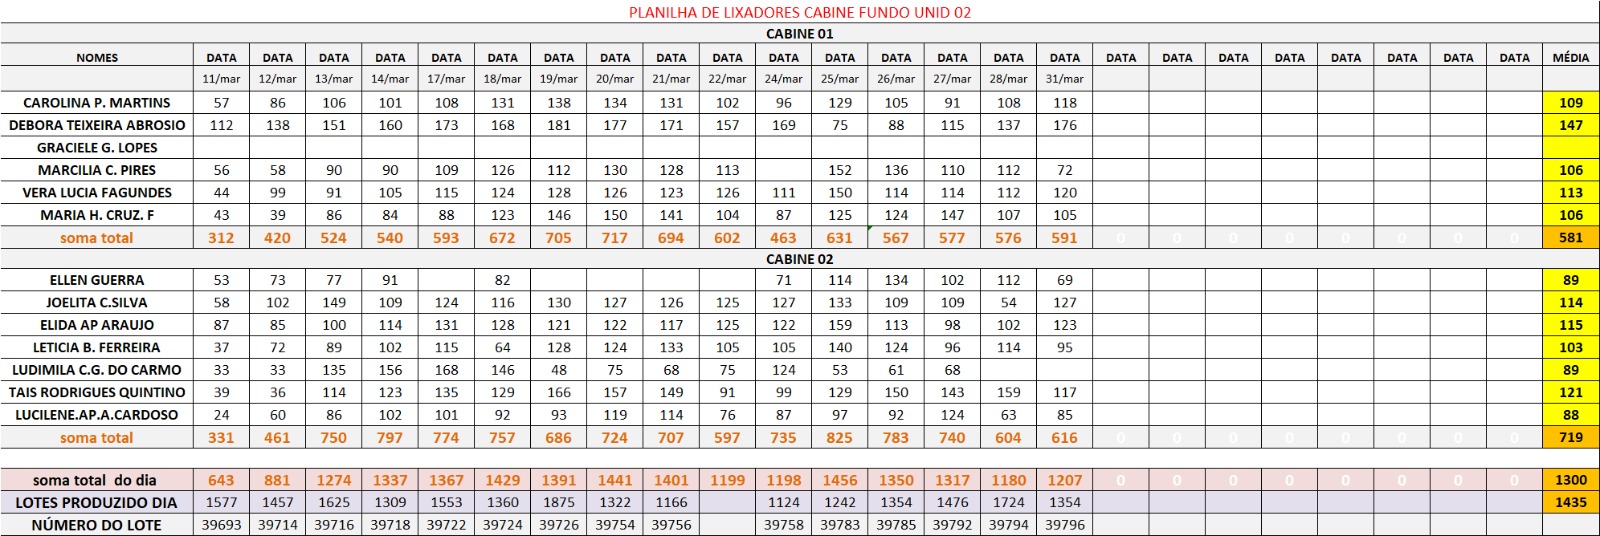 PLANILHA DE LIXADORES CABINE FUNDO UNID 02
CABINE 01
NOMES DATA DATA DATA DATA DATA DATA DATA DATA DATA DATA DATA DATA DATA DATA DATA DATA DATA DATA DATA DATA DATA DATA DATA DATA MÉDIA
11/mar 12/mar 13/mar 14/mar 17/mar 18/mar 19/mar 20/mar 21/mar 22/mar 24/mar 25/mar 26/mar 27/mar 28/mar 31/mar
CAROLINA P. MARTINS 57 86 106 101 108 131 138 134 131 102 96 129 105 91 108 118 109
DEBORA TEIXEIRA ABROSIO 112 138 151 160 173 168 181 177 171 157 169 75 88 115 137 176 147
GRACIELE G. LOPES
MARCILIA C. PIRES 56 58 90 90 109 126 112 130 128 113 152 136 110 112 72 106
VERA LUCIA FAGUNDES 44 99 91 105 115 124 128 126 123 126 111 150 114 114 112 120 113
MARIA H. CRUZ. F 43 39 86 84 88 123 146 150 141 104 87 125 124 147 107 105 106
soma total 312 420 524 540 593 672 705 717 694 602 463 631 567 577 576 591 0 0 0 0 0 0 0 0 581
CABINE 02
ELLEN GUERRA 53 73 77 91 82 71 114 134 102 112 69 89
JOELITA C.SILVA 58 102 149 109 124 116 130 127 126 125 127 133 109 109 54 127 114
ELIDA AP ARAUJO 87 85 100 114 131 128 121 122 117 125 122 159 113 98 102 123 115
LETICIA B. FERREIRA 37 72 89 102 115 64 128 124 133 105 105 140 124 96 114 95 103
LUDIMILA C.G. DO CARMO 33 33 135 156 168 146 48 75 68 75 124 53 61 68 89
TAIS RODRIGUES QUINTINO 39 36 114 123 135 129 166 157 149 91 99 129 150 143 159 117 121
LUCILENE.AP.A.CARDOSO 24 60 86 102 101 92 93 119 114 76 87 97 92 124 63 85 88
soma total 331 461 750 797 774 757 686 724 707 597 735 825 783 740 604 616 0 0 0 0 0 0 0 0 719
soma total do dia 643 881 1274 1337 1367 1429 1391 1441 1401 1199 1198 1456 1350 1317 1180 1207 0 0 0 0 0 0 0 0 1300
LOTES PRODUZIDO DIA 1577 1457 1625 1309 1553 1360 1875 1322 1166 1124 1242 1354 1476 1724 1354 1435
NÚMERO DO LOTE 39693 39714 39716 39718 39722 39724 39726 39754 39756 39758 39783 39785 39792 39794 39796